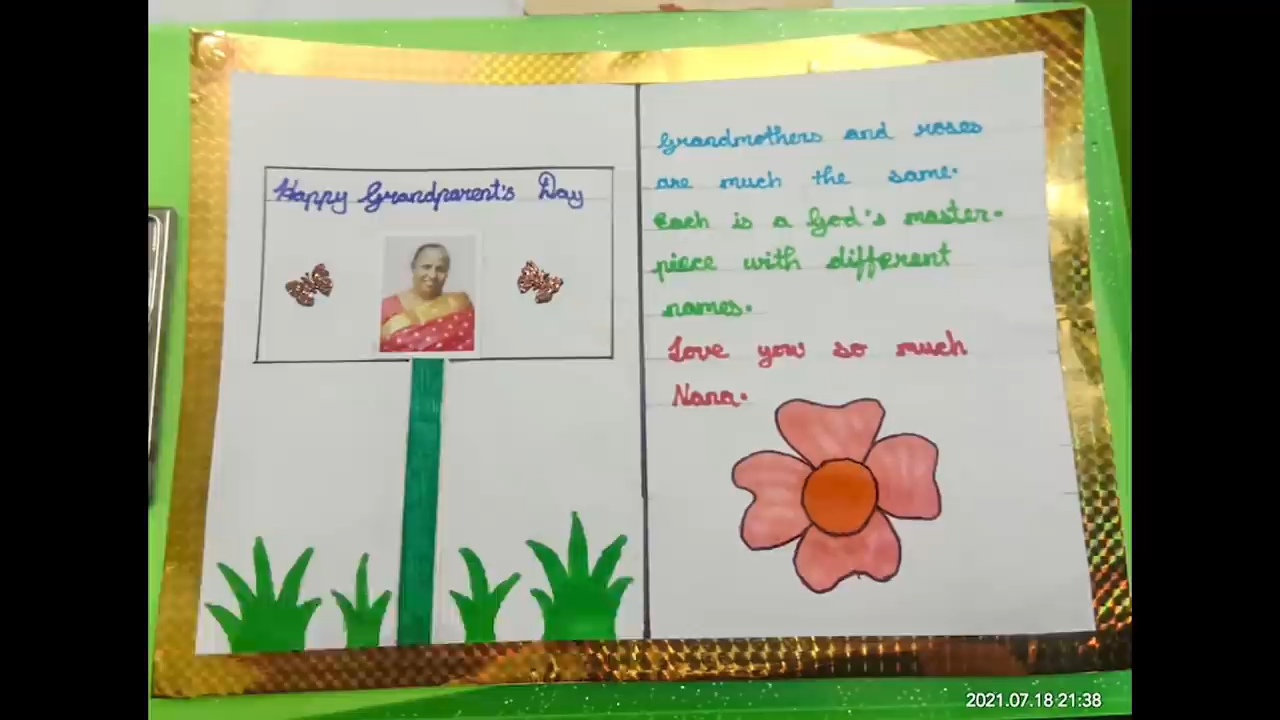 Happy Grandparent's Day
Grandmothers and roses
are much the same.
Each is a God's master-
piece with different
names.
Love you so much
Nana.
2021.07.18 21:38